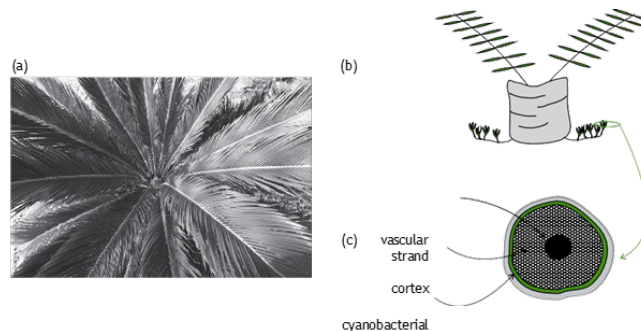 (a)
(b)
(c)
vascular
strand
cortex
cyanobacterial